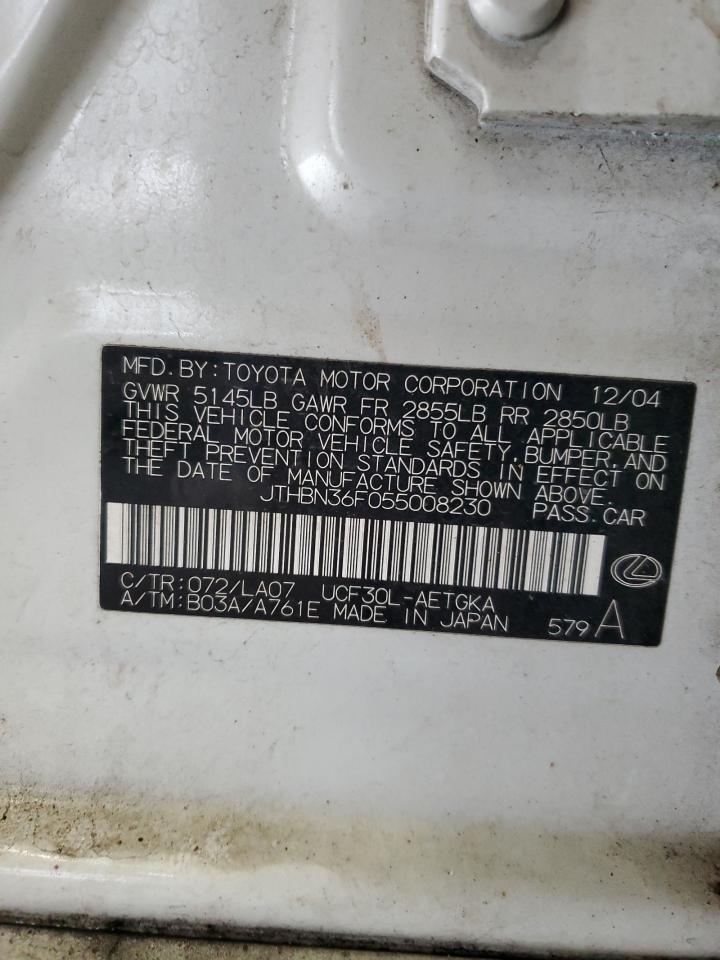 MFD. BY: TOYOTA MOTOR CORPORATION 12/04
GVWR 5145LB GAWR FR 2855LB RR 2850LB
THIS VEHICLE CONFORMS TO ALL APPLICABLE
FEDERAL MOTOR VEHICLE SAFETY, BUMPER, AND
THEFT PREVENTION STANDARDS IN EFFECT ON
THE DATE OF MANUFACTURE SHOWN ABOVE.
JTHBN36F055008230 PASS. CAR
C/TR: 072/LA07 UCF30L-AETGKA
A/TM: B03A/A761E MADE IN JAPAN 579 A